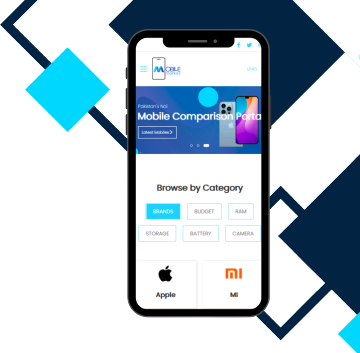 MOBILE
Pakistan's No1
Mobile Comparison Porta
Latest Mobiles >
Browse by Category
BRANDS BUDGET RAM
STORAGE BATTERY CAMERA
Apple MI